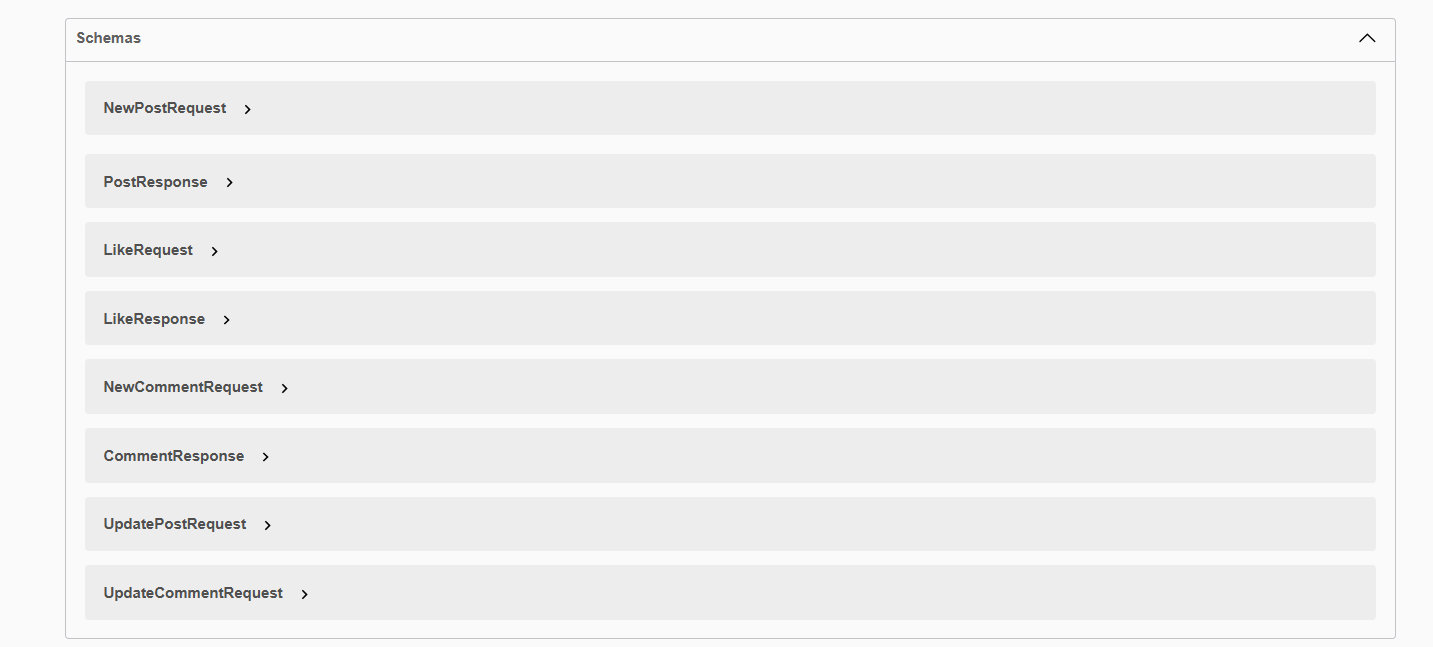 Schemas
NewPostRequest
PostResponse
LikeRequest
LikeResponse
NewCommentRequest
CommentResponse
UpdatePostRequest
UpdateCommentRequest